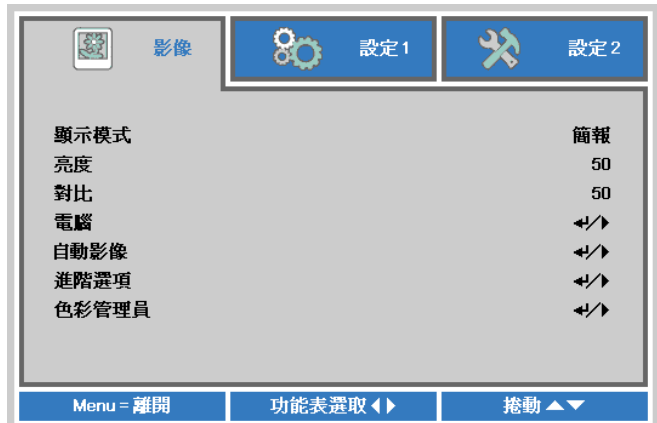 影像 設定1 設定2
顯示模式 簡報
亮度 50
對比 50
電腦 ↵/▶
自動影像 ↵/▶
進階選項 ↵/▶
色彩管理員 ↵/▶
Menu = 離開 功能表選取 ◀▶ 捲動 ▲▼